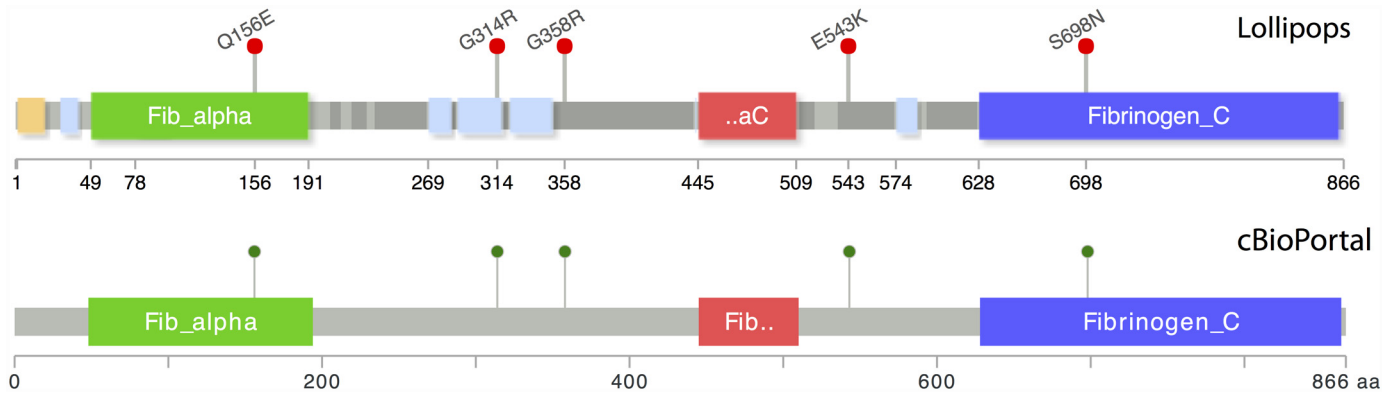 Q156E G314R G358R E543K S698N Lollipops
Fib_alpha ..aC Fibrinogen_C
1 49 78 156 191 269 314 358 445 509 543 574 628 698 866
cBioPortal
Fib_alpha Fib.. Fibrinogen_C
0 200 400 600 866 aa